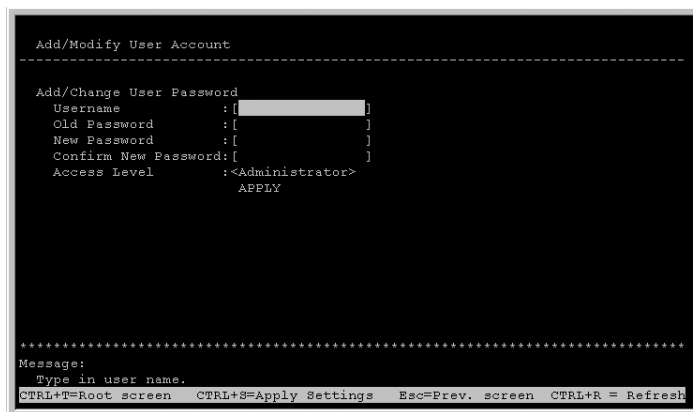 Add/Modify User Account
--------------------------------------------------------------------------------
Add/Change User Password
Username :[ ]
Old Password :[ ]
New Password :[ ]
Confirm New Password:[ ]
Access Level :<Administrator>
APPLY
********************************************************************************
Message:
Type in user name.
CTRL+T=Root screen CTRL+S=Apply Settings Esc=Prev. screen CTRL+R = Refresh